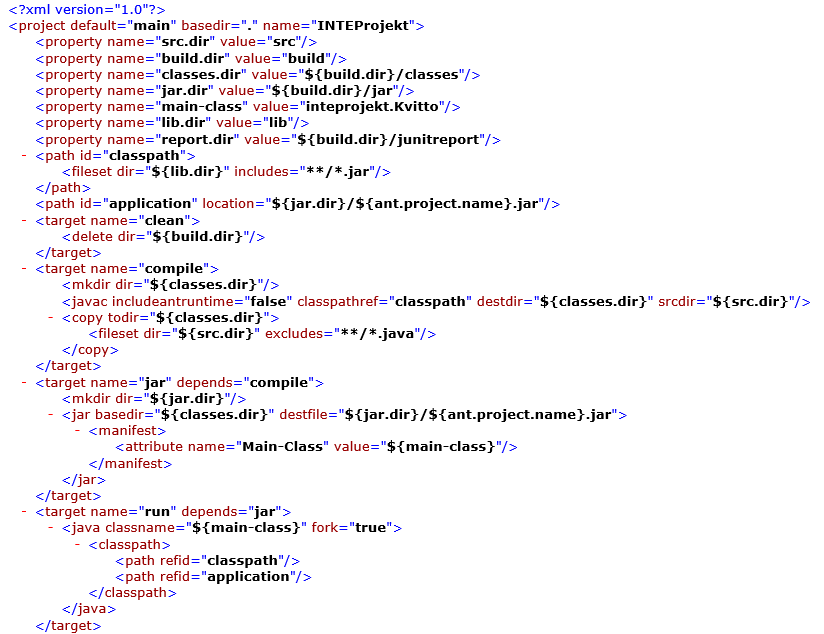 <?xml version="1.0"?>
<project default="main" basedir="." name="INTEProjekt">
<property name="src.dir" value="src"/>
<property name="build.dir" value="build"/>
<property name="classes.dir" value="${build.dir}/classes"/>
<property name="jar.dir" value="${build.dir}/jar"/>
<property name="main-class" value="inteprojekt.Kvitto"/>
<property name="lib.dir" value="lib"/>
<property name="report.dir" value="${build.dir}/junitreport"/>
- <path id="classpath">
<fileset dir="${lib.dir}" includes="**/*.jar"/>
</path>
<path id="application" location="${jar.dir}/${ant.project.name}.jar"/>
- <target name="clean">
<delete dir="${build.dir}"/>
</target>
- <target name="compile">
<mkdir dir="${classes.dir}"/>
<javac includeantruntime="false" classpathref="classpath" destdir="${classes.dir}" srcdir="${src.dir}"/>
- <copy todir="${classes.dir}">
<fileset dir="${src.dir}" excludes="**/*.java"/>
</copy>
</target>
- <target name="jar" depends="compile">
<mkdir dir="${jar.dir}"/>
- <jar basedir="${classes.dir}" destfile="${jar.dir}/${ant.project.name}.jar">
- <manifest>
<attribute name="Main-Class" value="${main-class}"/>
</manifest>
</jar>
</target>
- <target name="run" depends="jar">
- <java classname="${main-class}" fork="true">
- <classpath>
<path refid="classpath"/>
<path refid="application"/>
</classpath>
</java>
</target>